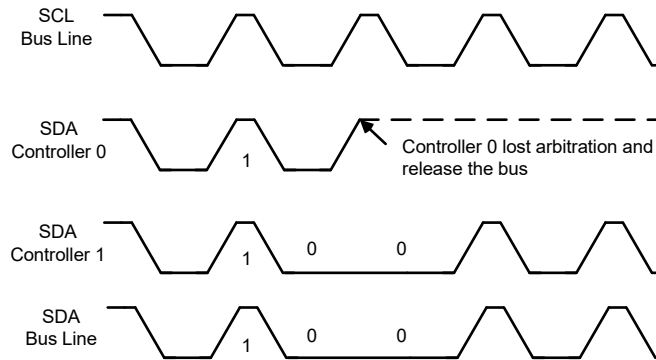 SCL
Bus Line
SDA
Controller 0
1
Controller 0 lost arbitration and
release the bus
SDA
Controller 1
1
0
0
SDA
Bus Line
1
0
0